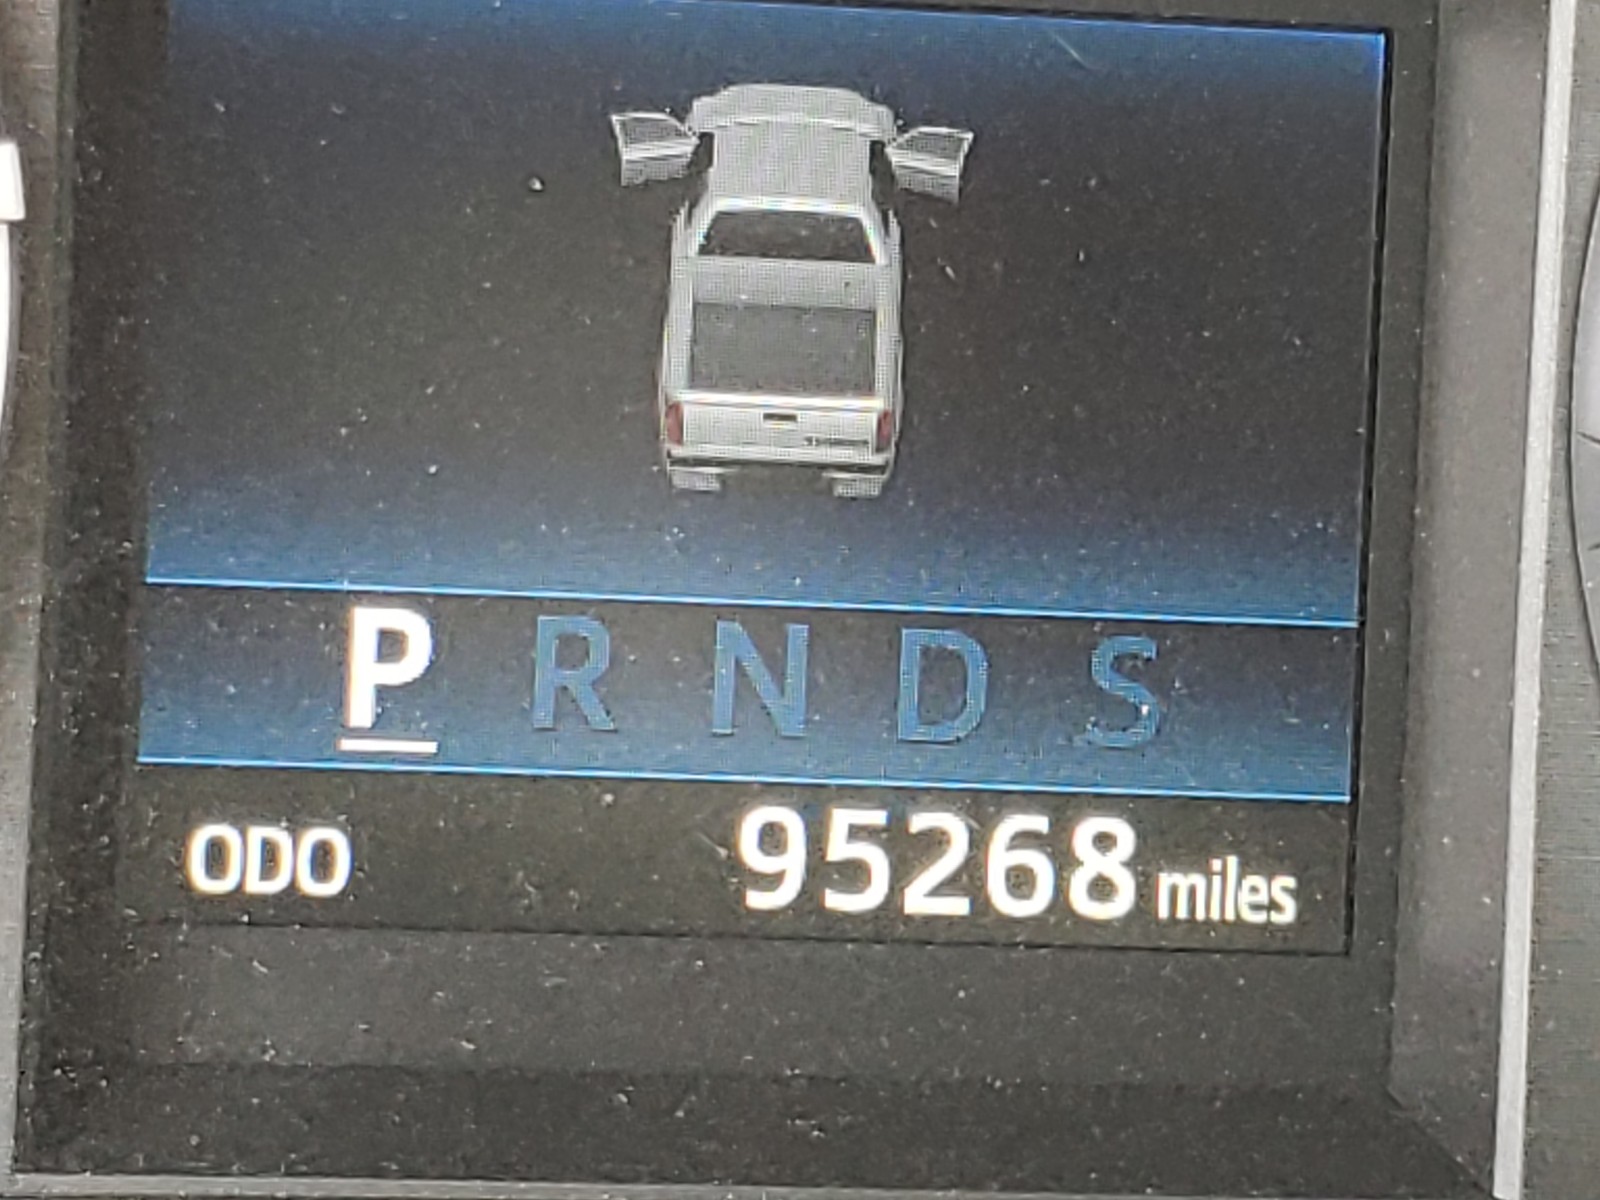 P R N D S
ODO 95268 miles